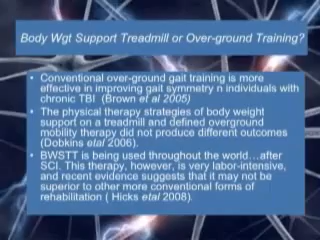 Body Wgt Support Treadmill or Over-ground Training?
• Conventional over-ground gait training is more
effective in improving gait symmetry n individuals with
chronic TBI (Brown et al 2005)
• The physical therapy strategies of body weight
support on a treadmill and defined overground
mobility therapy did not produce different outcomes
(Dobkins etal 2006).
• BWSTT is being used throughout the world…after
SCI. This therapy, however, is very labor-intensive,
and recent evidence suggests that it may not be
superior to other more conventional forms of
rehabilitation ( Hicks etal 2008).